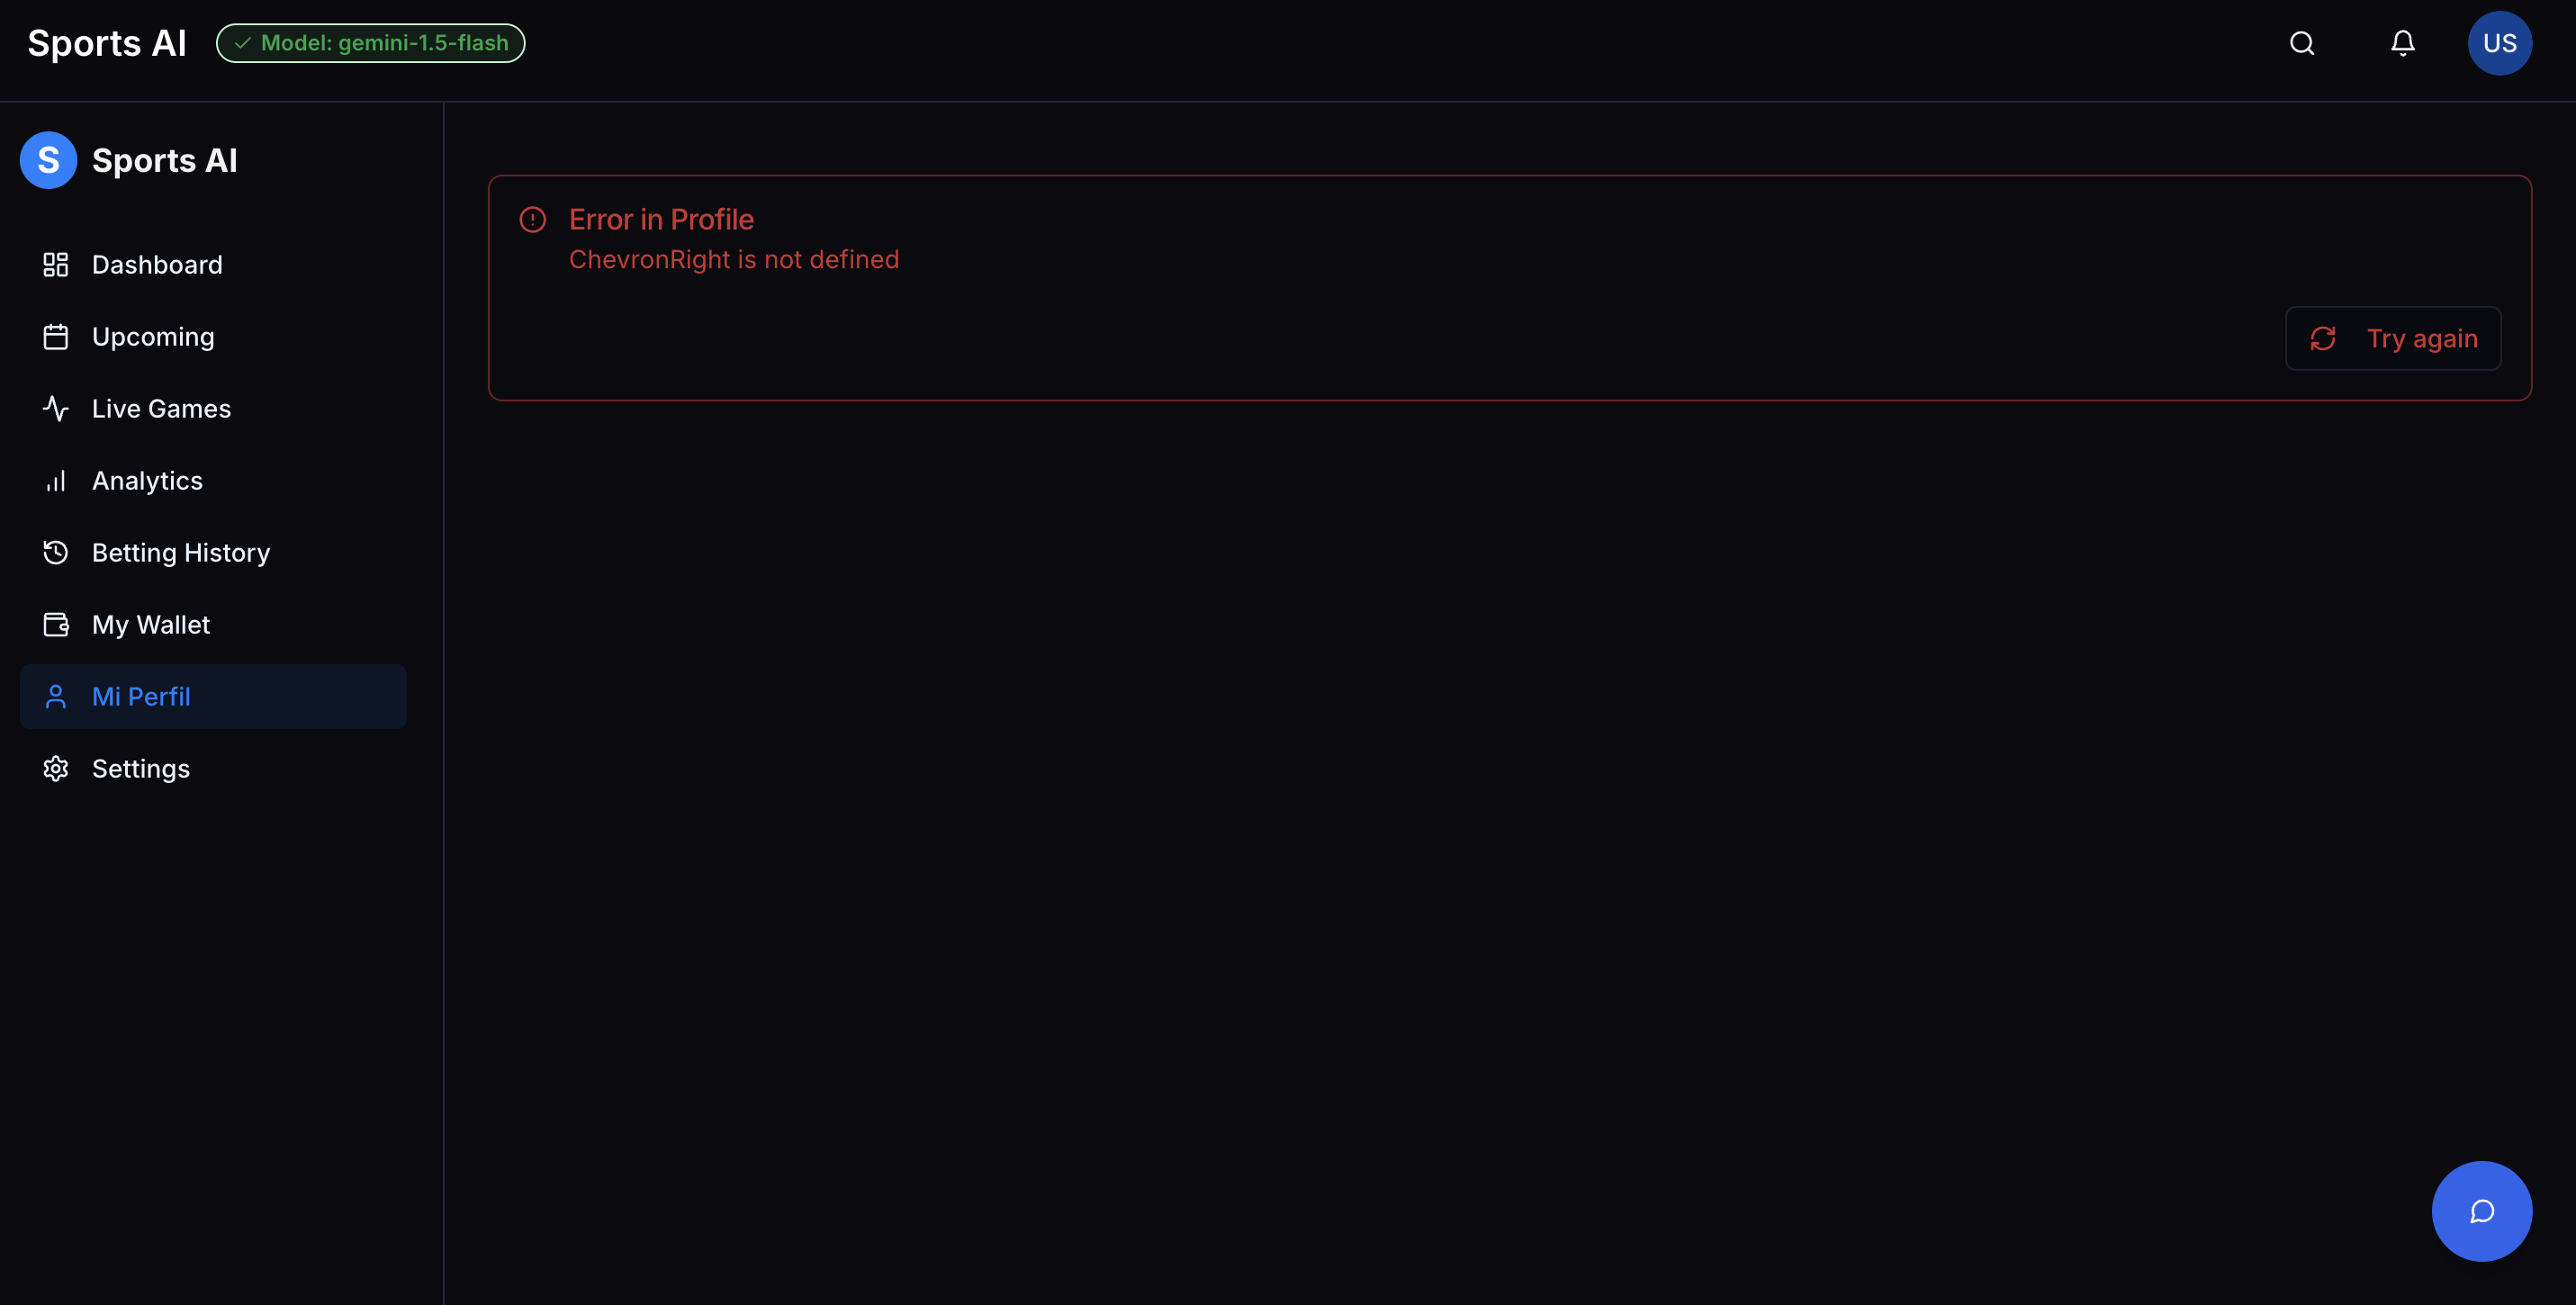 Sports AI
Model: gemini-1.5-flash
US
S
Sports AI
Dashboard
Upcoming
Live Games
Analytics
Betting History
My Wallet
Mi Perfil
Settings
Error in Profile
ChevronRight is not defined
Try again